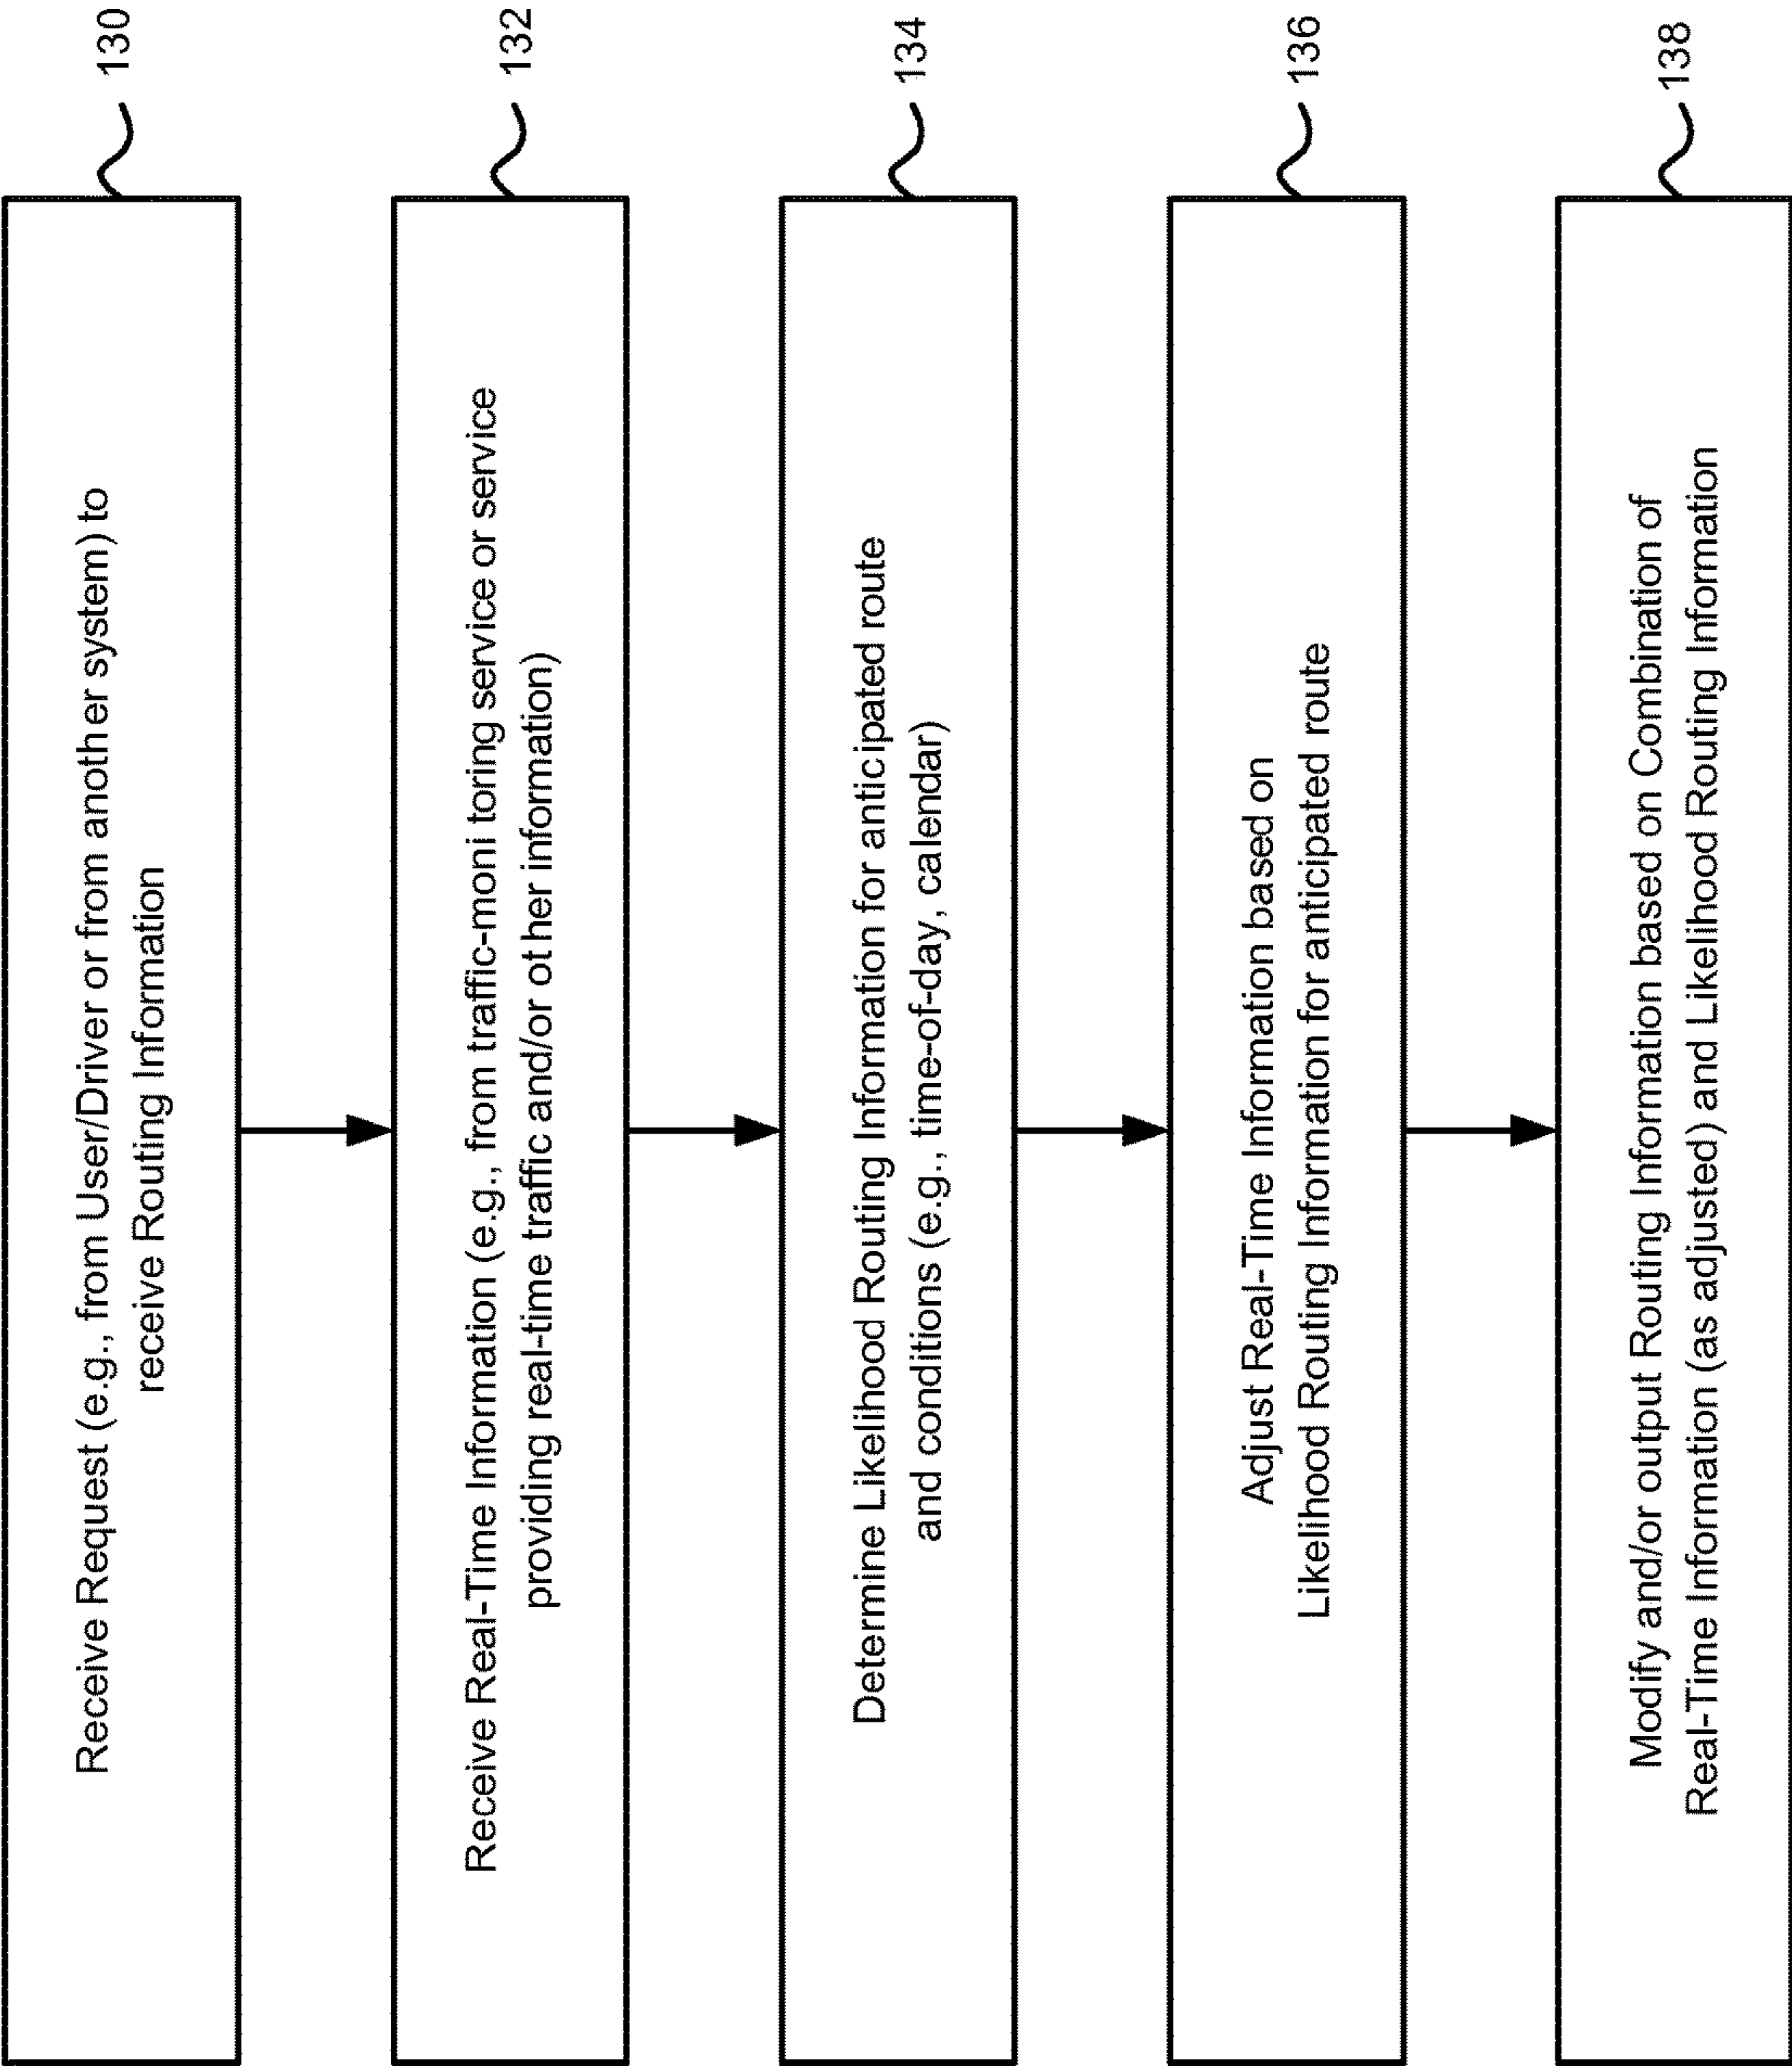 Receive Request (e.g., from User/Driver or from another system) to
receive Routing Information
130
Receive Real-Time Information (e.g., from traffic-moni toring service or service
providing real-time traffic and/or other information)
132
Determine Likelihood Routing Information for anticipated route
and conditions (e.g., time-of-day, calendar)
134
Adjust Real-Time Information based on
Likelihood Routing Information for anticipated route
136
Modify and/or output Routing Information based on Combination of
Real-Time Information (as adjusted) and Likelihood Routing Information
138